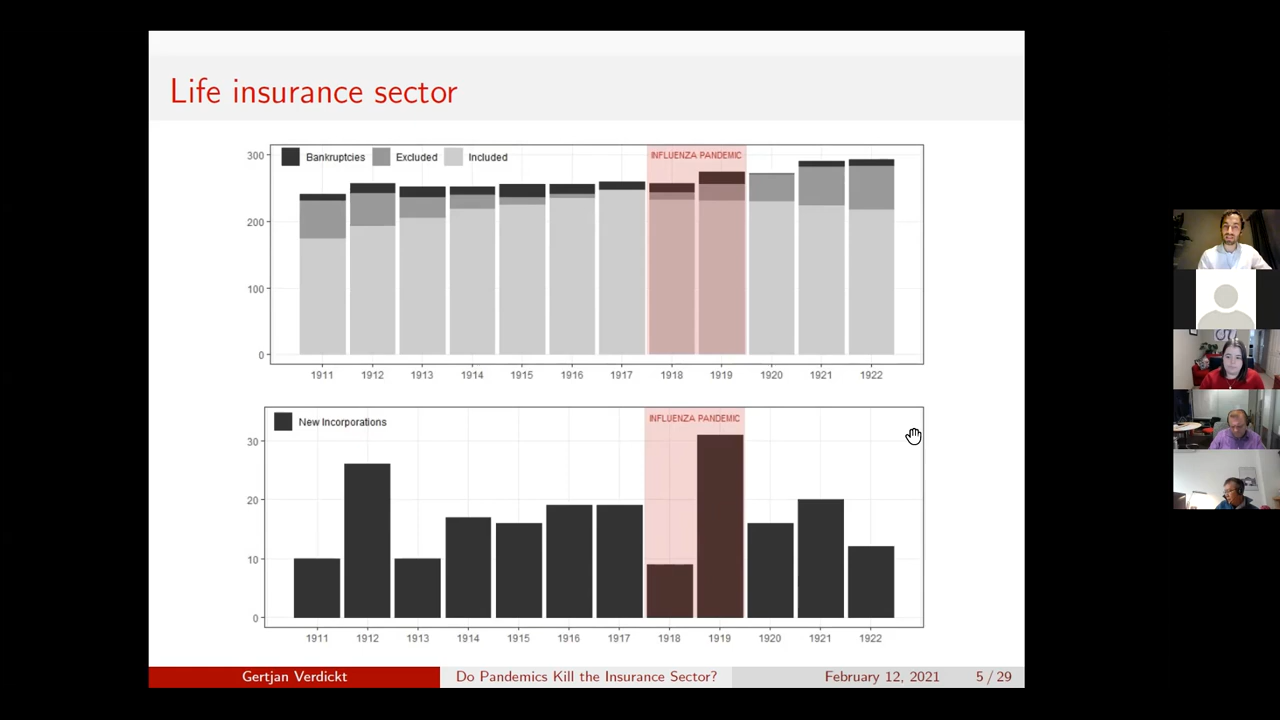 Life insurance sector
Bankruptcies Excluded Included
INFLUENZA PANDEMIC
300
200
100
0
1911 1912 1913 1914 1915 1916 1917 1918 1919 1920 1921 1922
New Incorporations
INFLUENZA PANDEMIC
30
20
10
0
1911 1912 1913 1914 1915 1916 1917 1918 1919 1920 1921 1922
Gertjan Verdickt Do Pandemics Kill the Insurance Sector? February 12, 2021 5 / 29